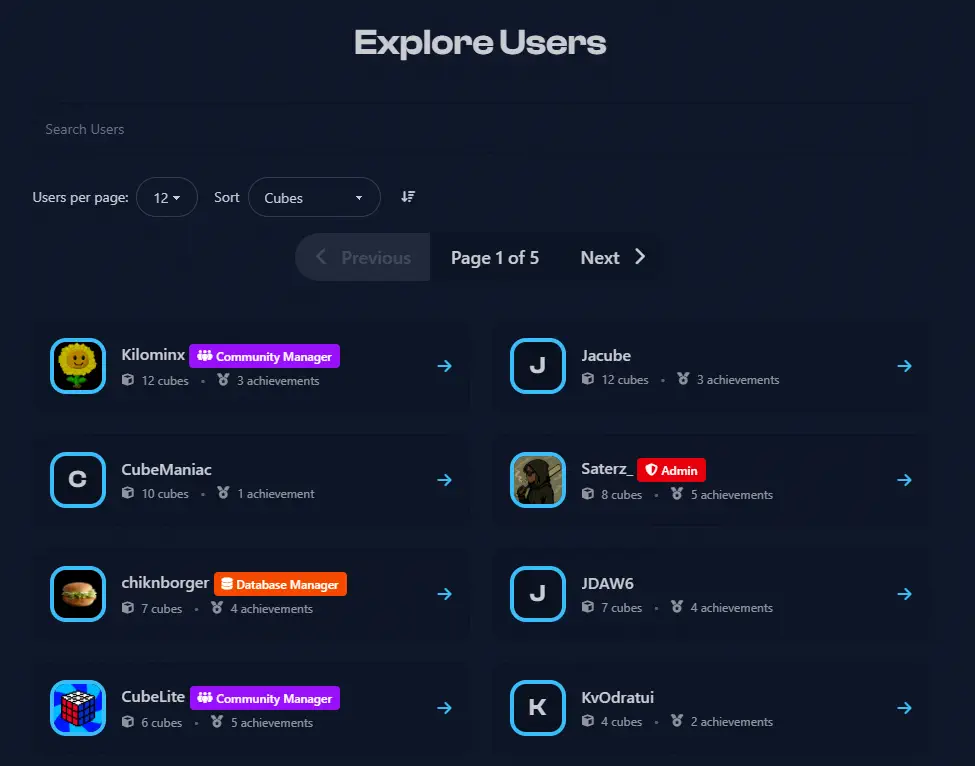 Explore Users
Search Users
Users per page: 12 Sort Cubes
Previous Page 1 of 5 Next
Kilominx Community Manager
12 cubes • 3 achievements
J Jacube
12 cubes • 3 achievements
C CubeManiac
10 cubes • 1 achievement
Saterz_ Admin
8 cubes • 5 achievements
chiknborger Database Manager
7 cubes • 4 achievements
J JDAW6
7 cubes • 4 achievements
CubeLite Community Manager
6 cubes • 5 achievements
K KvOdratui
4 cubes • 2 achievements